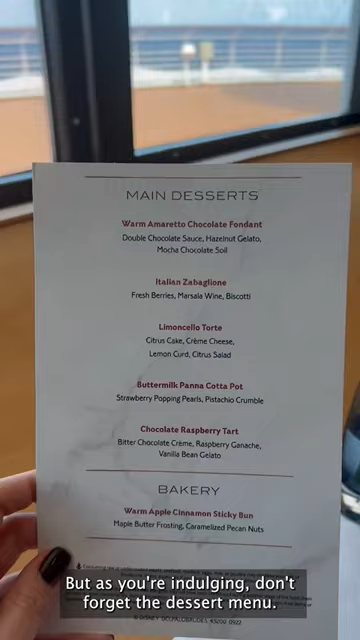 MAIN DESSERTS
Warm Amaretto Chocolate Fondant
Double Chocolate Sauce, Hazelnut Gelato,
Mocha Chocolate Soil
Italian Zabaglione
Fresh Berries, Marsala Wine, Biscotti
Limoncello Torte
Citrus Cake, Crème Cheese,
Lemon Curd, Citrus Salad
Buttermilk Panna Cotta Pot
Strawberry Popping Pearls, Pistachio Crumble
Chocolate Raspberry Tart
Bitter Chocolate Crème, Raspberry Ganache,
Vanilla Bean Gelato
BAKERY
Warm Apple Cinnamon Sticky Bun
Maple Butter Frosting, Caramelized Pecan Nuts
But as you're indulging, don't
forget the dessert menu.